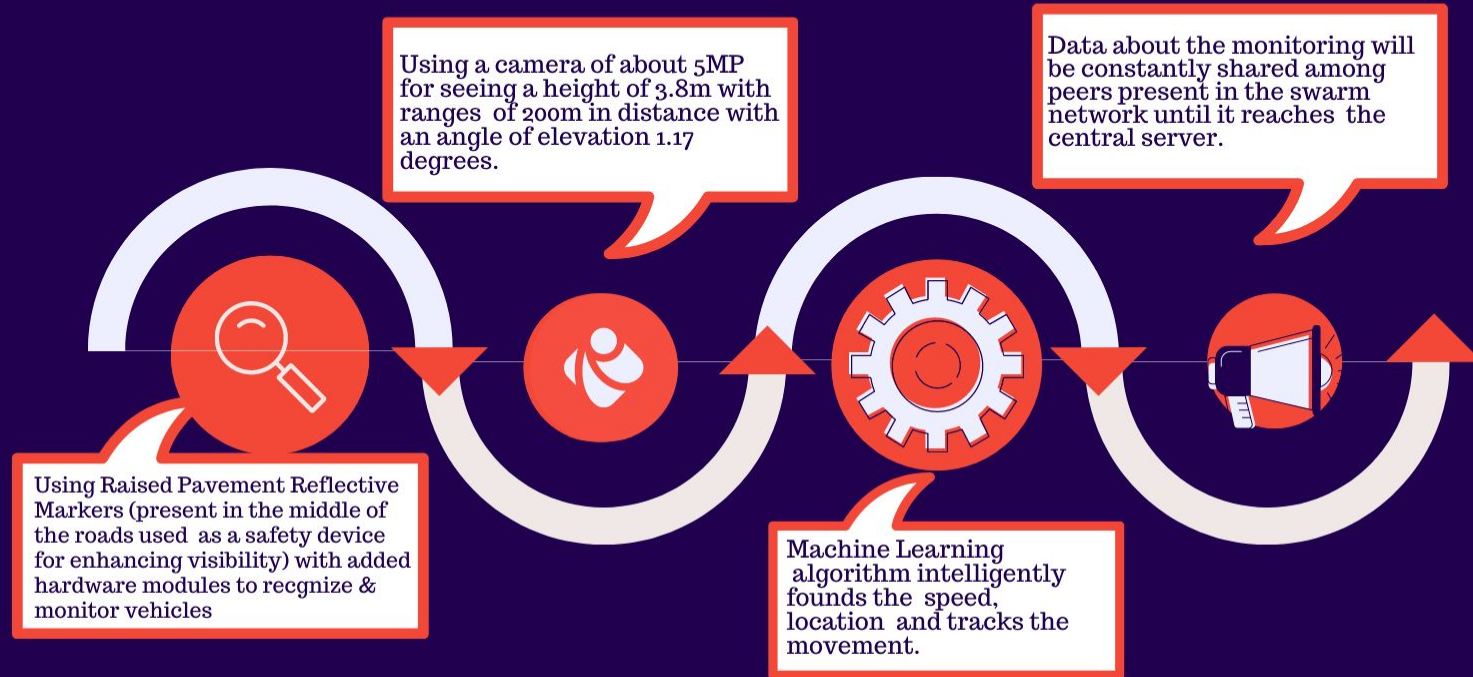 Using Raised Pavement Reflective
Markers (present in the middle of
the roads used as a safety device
for enhancing visibility) with added
hardware modules to recgnize &
monitor vehicles
Using a camera of about 5MP
for seeing a height of 3.8m with
ranges of 200m in distance with
an angle of elevation 1.17
degrees.
Machine Learning
algorithm intelligently
founds the speed,
location and tracks the
movement.
Data about the monitoring will
be constantly shared among
peers present in the swarm
network until it reaches the
central server.